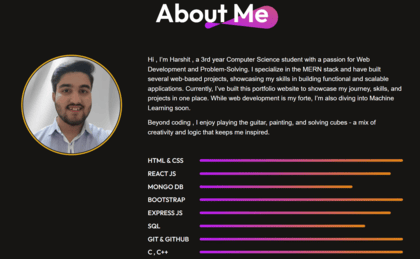 About Me
Hi , I'm Harshit , a 3rd year Computer Science student with a passion for Web
Development and Problem-Solving. I specialize in the MERN stack and have built
several web-based projects, showcasing my skills in building functional and scalable
applications. Currently, I've built this portfolio website to showcase my journey, skills, and
projects in one place. While web development is my forte, I'm also diving into Machine
Learning soon.
Beyond coding , I enjoy playing the guitar, painting, and solving cubes - a mix of
creativity and logic that keeps me inspired.
HTML & CSS
REACT JS
MONGO DB
BOOTSTRAP
EXPRESS JS
SQL
GIT & GITHUB
C , C++